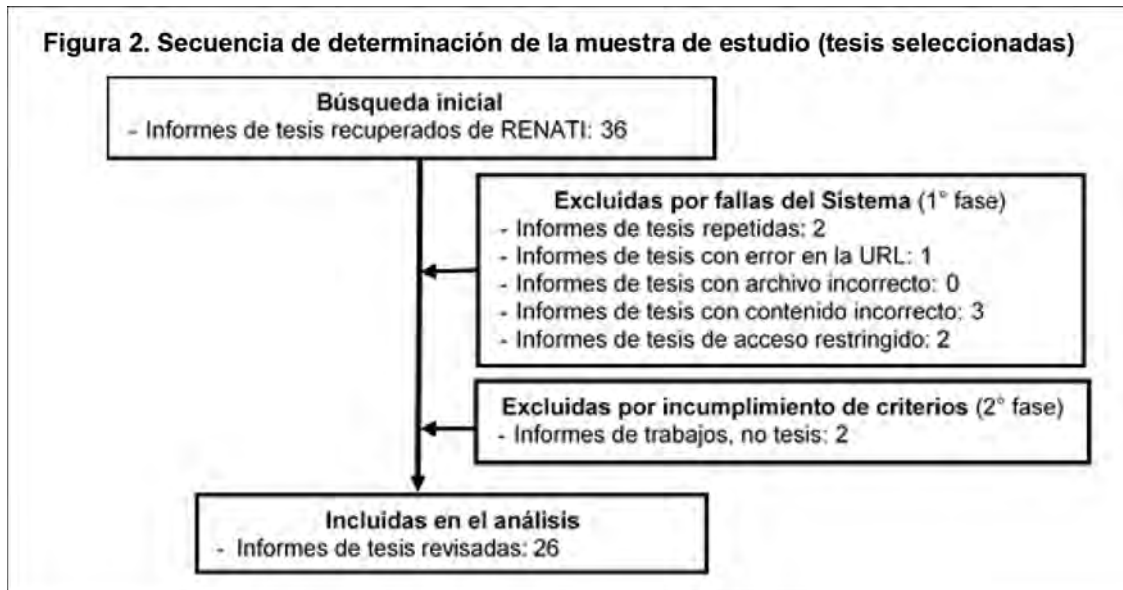 Figura 2. Secuencia de determinación de la muestra de estudio (tesis seleccionadas)
Búsqueda inicial
- Informes de tesis recuperados de RENATI: 36
Excluidas por fallas del Sistema (1° fase)
- Informes de tesis repetidas: 2
- Informes de tesis con error en la URL: 1
- Informes de tesis con archivo incorrecto: 0
- Informes de tesis con contenido incorrecto: 3
- Informes de tesis de acceso restringido: 2
Excluidas por incumplimiento de criterios (2° fase)
- Informes de trabajos, no tesis: 2
Incluidas en el análisis
- Informes de tesis revisadas: 26